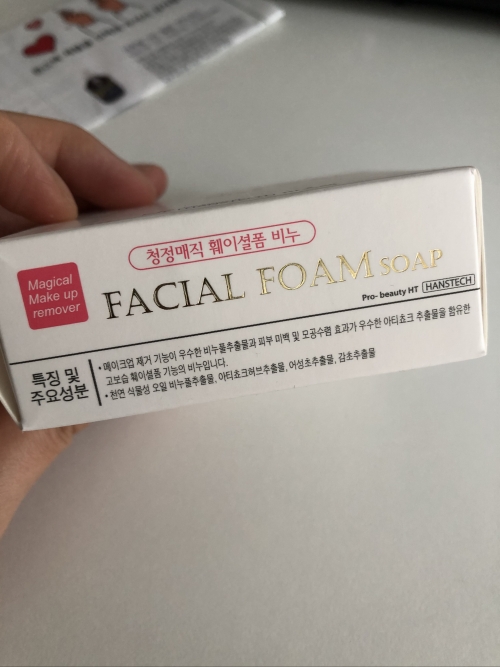 청정매직 훼이셜폼 비누
Magical
Make up
remover
FACIAL FOAM SOAP
Pro- beauty HT HANSTECH
특징 및
주요성분
• 메이크업 제거 기능이 우수한 비누풀추출물과 피부 미백 및 모공수렴 효과가 우수한 아티쵸크 추출물을 함유한
고보습 훼이셜폼 기능의 비누입니다.
• 천연 식물성 오일 비누풀추출물, 아티쵸크허브추출물, 어성초추출물, 감초추출물